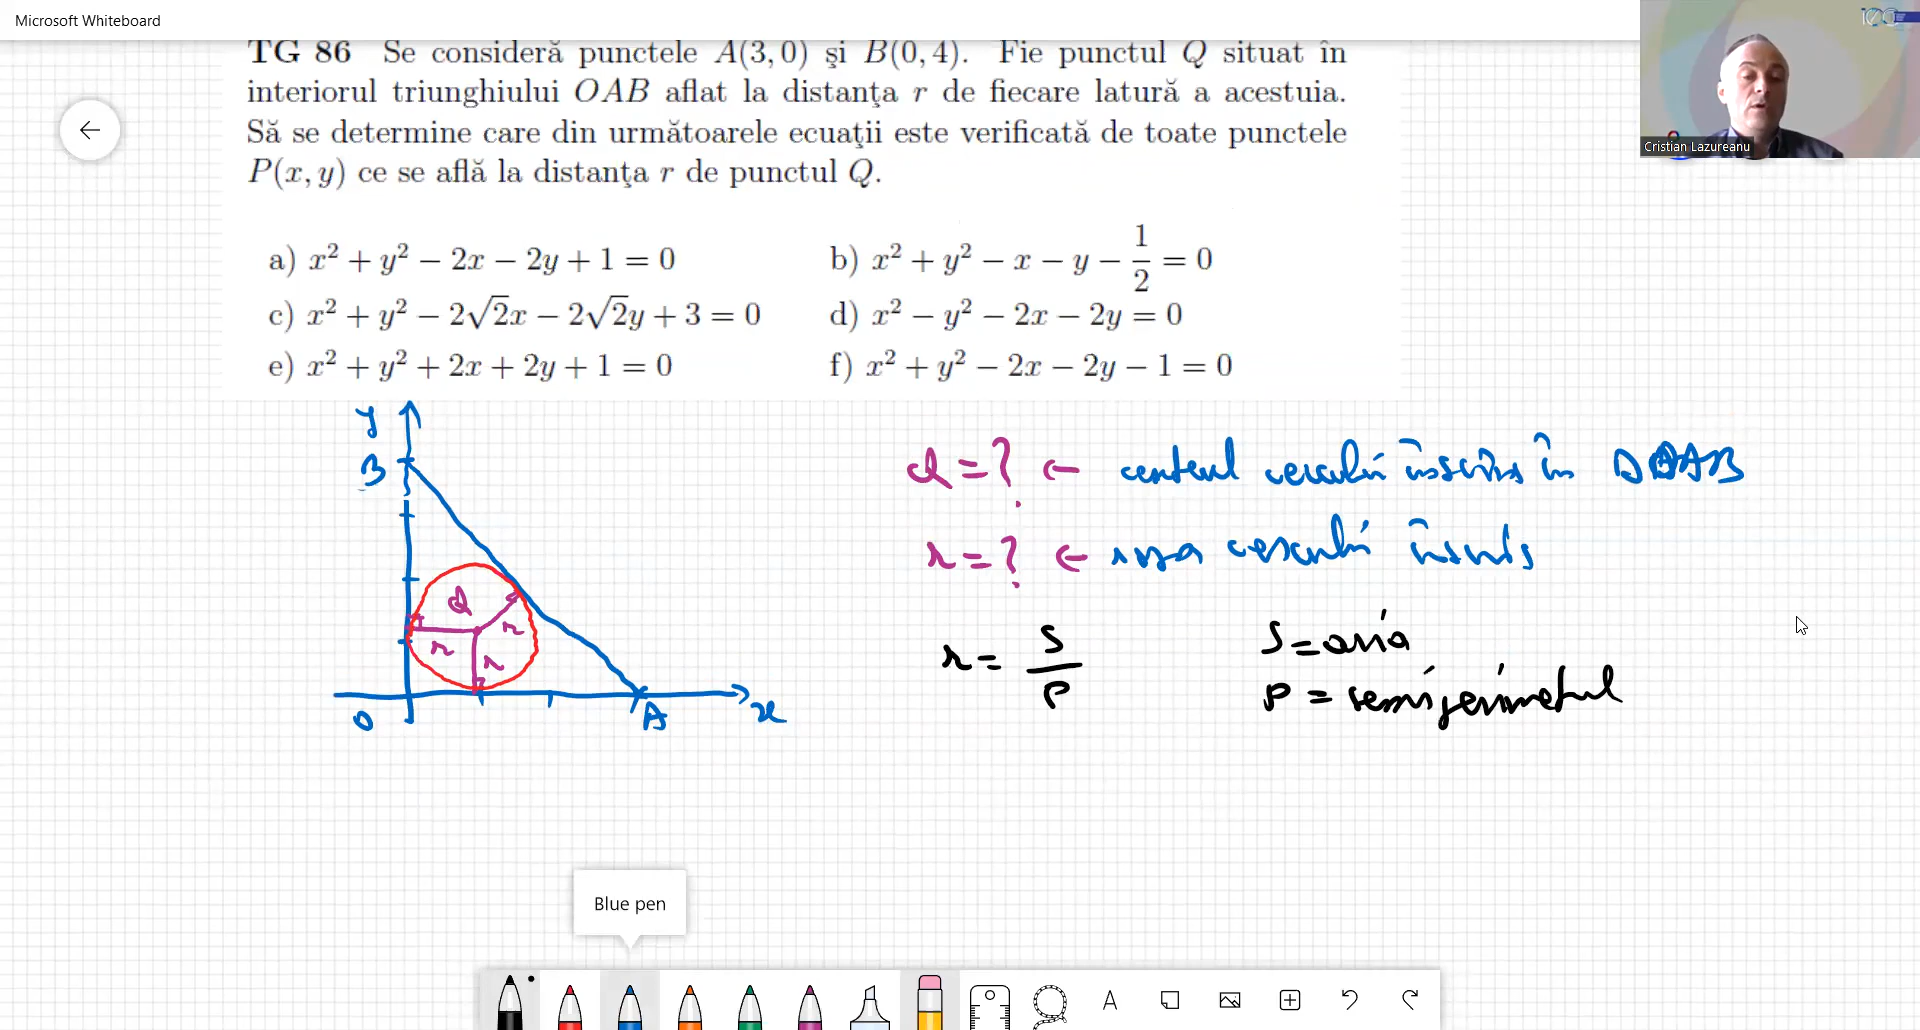 Microsoft Whiteboard
TG 86 Se consideră punctele A(3, 0) şi B(0, 4). Fie punctul Q situat în
interiorul triunghiului OAB aflat la distanţa r de fiecare latură a acestuia.
Să se determine care din următoarele ecuaţii este verificată de toate punctele
P(x, y) ce se află la distanţa r de punctul Q.
a) x² + y² − 2x − 2y + 1 = 0
b) x² + y² − x − y − 1/2 = 0
c) x² + y² − 2√2x − 2√2y + 3 = 0
d) x² − y² − 2x − 2y = 0
e) x² + y² + 2x + 2y + 1 = 0
f) x² + y² − 2x − 2y − 1 = 0
Cristian Lazureanu
y
B
Q
r
r
r
O
A
x
Q = ? ← centrul cercului înscris în ΔOAB
r = ? ← raza cercului înscris
r = S/P
S = aria
P = semiperimetrul
Blue pen
A